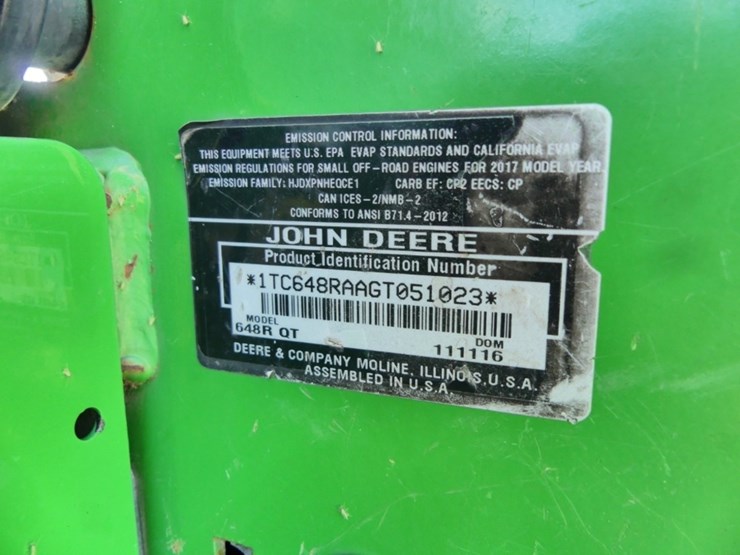 EMISSION CONTROL INFORMATION:
THIS EQUIPMENT MEETS U.S. EPA EVAP STANDARDS AND CALIFORNIA EVAP
EMISSION REGULATIONS FOR SMALL OFF-ROAD ENGINES FOR 2017 MODEL YEAR
EMISSION FAMILY: HJDXPNHEQCE1 CARB EF: CP2 EECS: CP
CAN ICES-2/NMB-2
CONFORMS TO ANSI B71.4-2012
JOHN DEERE
Product Identification Number
*1TC648RAAGT051023*
MODEL DOM
648R QT 111116
DEERE & COMPANY MOLINE, ILLINOIS U.S.A.
ASSEMBLED IN U.S.A.